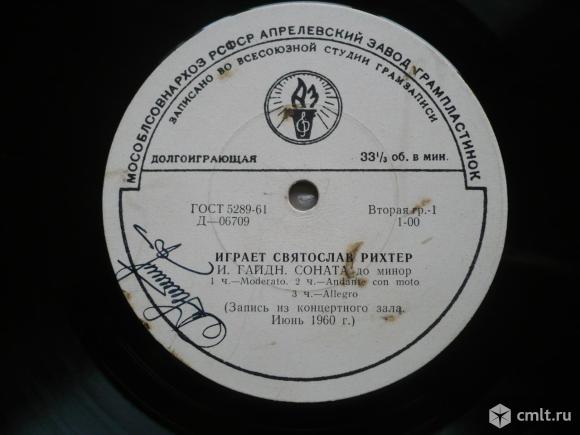 МОСОБЛСОВНАРХОЗ РСФСР АПРЕЛЕВСКИЙ ЗАВОД ГРАМПЛАСТИНОК
ЗАПИСАНО ВО ВСЕСОЮЗНОЙ СТУДИИ ГРАМЗАПИСИ
АЗ
ДОЛГОИГРАЮЩАЯ 33⅓ об. в мин.
ГОСТ 5289-61 Вторая гр.-1
Д—06709 1-00
ИГРАЕТ СВЯТОСЛАВ РИХТЕР
И. ГАЙДН. СОНАТА до минор
1 ч.—Moderato. 2 ч.—Andante con moto
3 ч.—Allegro
(Запись из концертного зала.
Июнь 1960 г.)
cmlt.ru